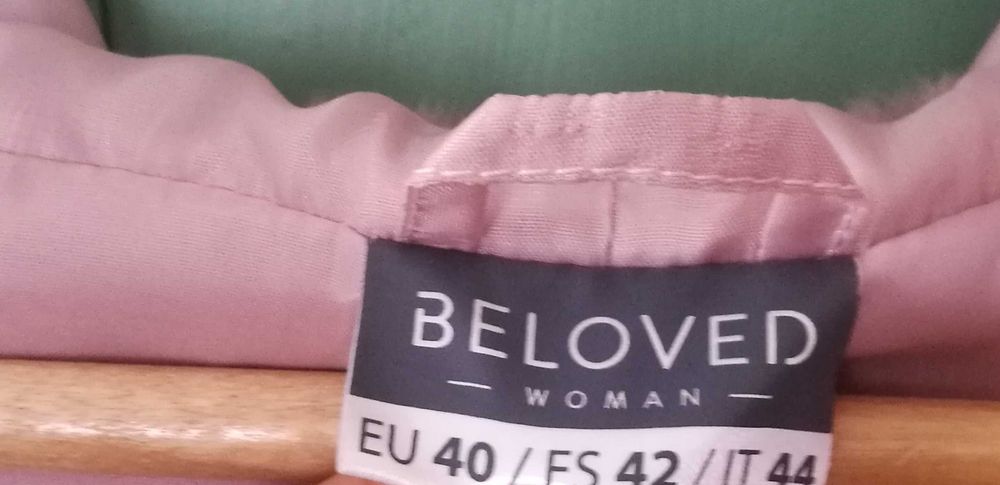 BELOVED
— WOMAN —
EU 40 / ES 42 / IT 44